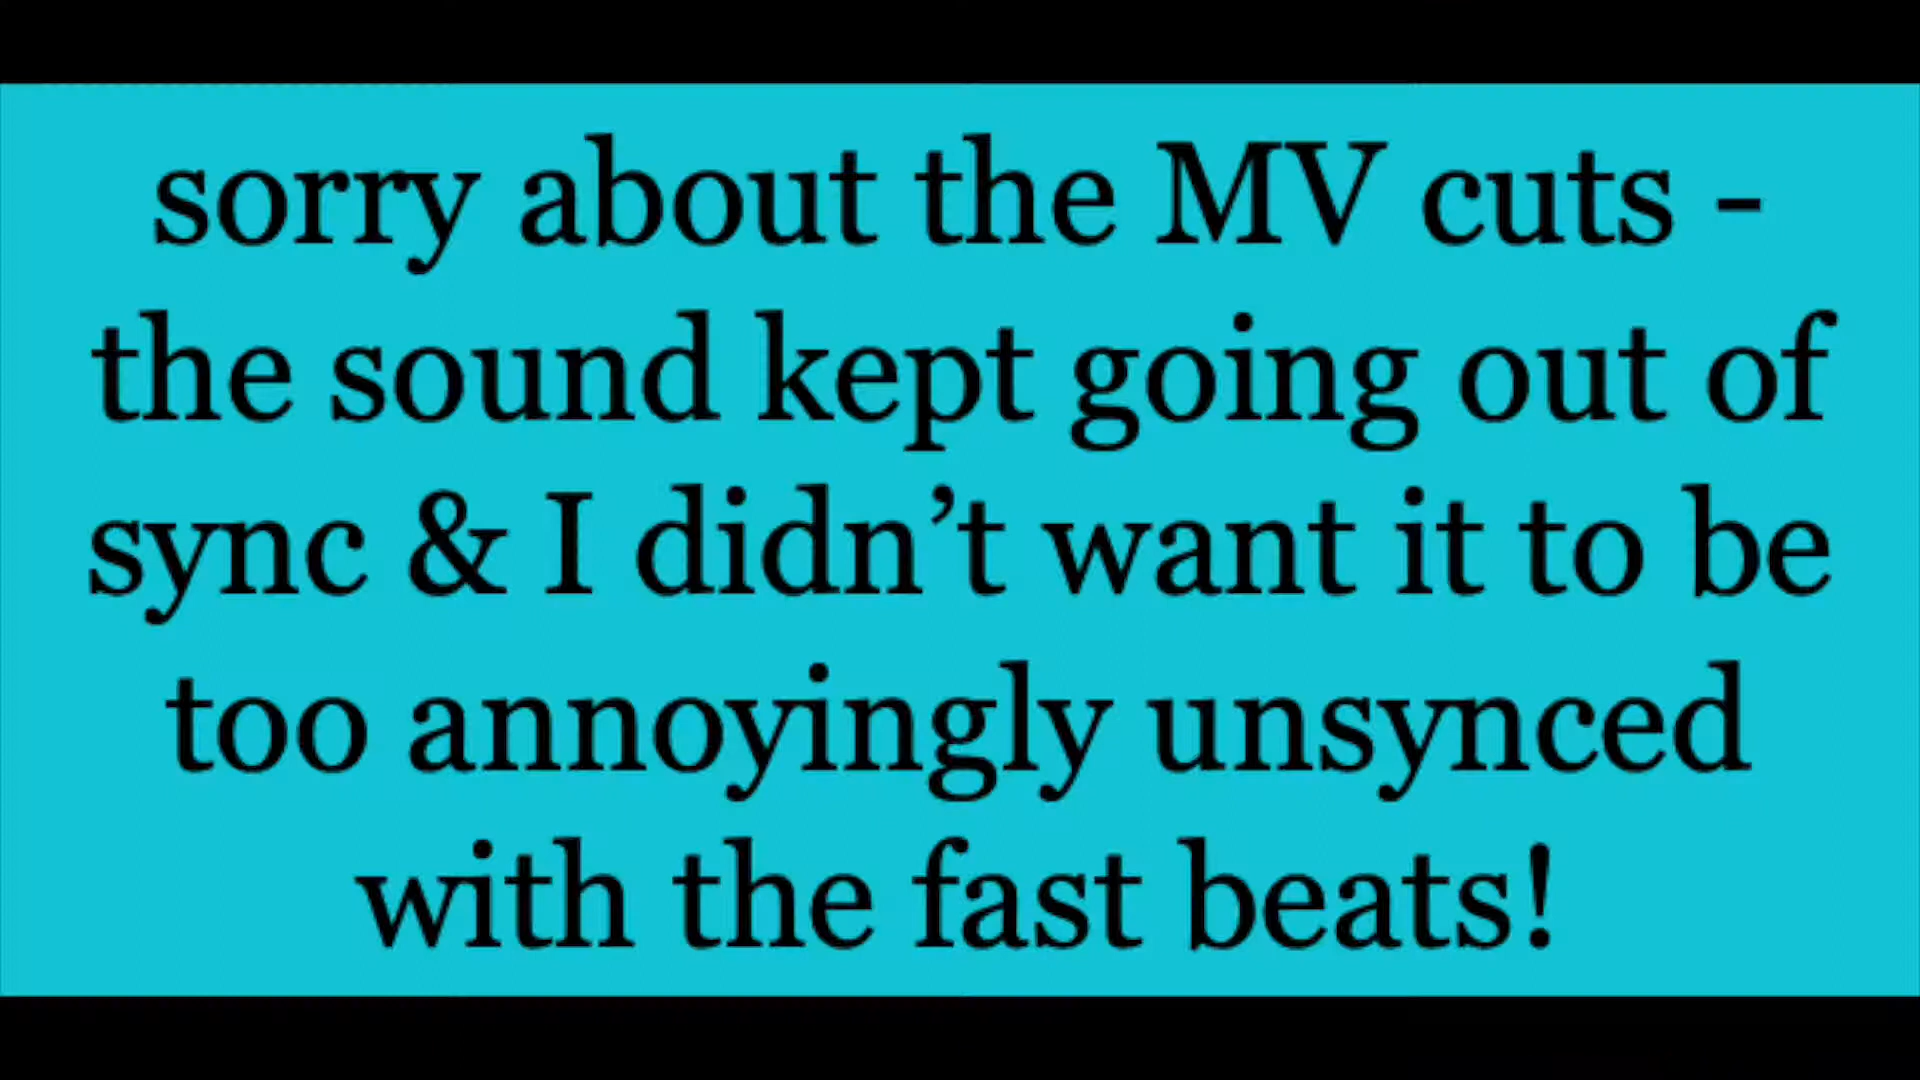 sorry about the MV cuts -
the sound kept going out of
sync & I didn’t want it to be
too annoyingly unsynced
with the fast beats!